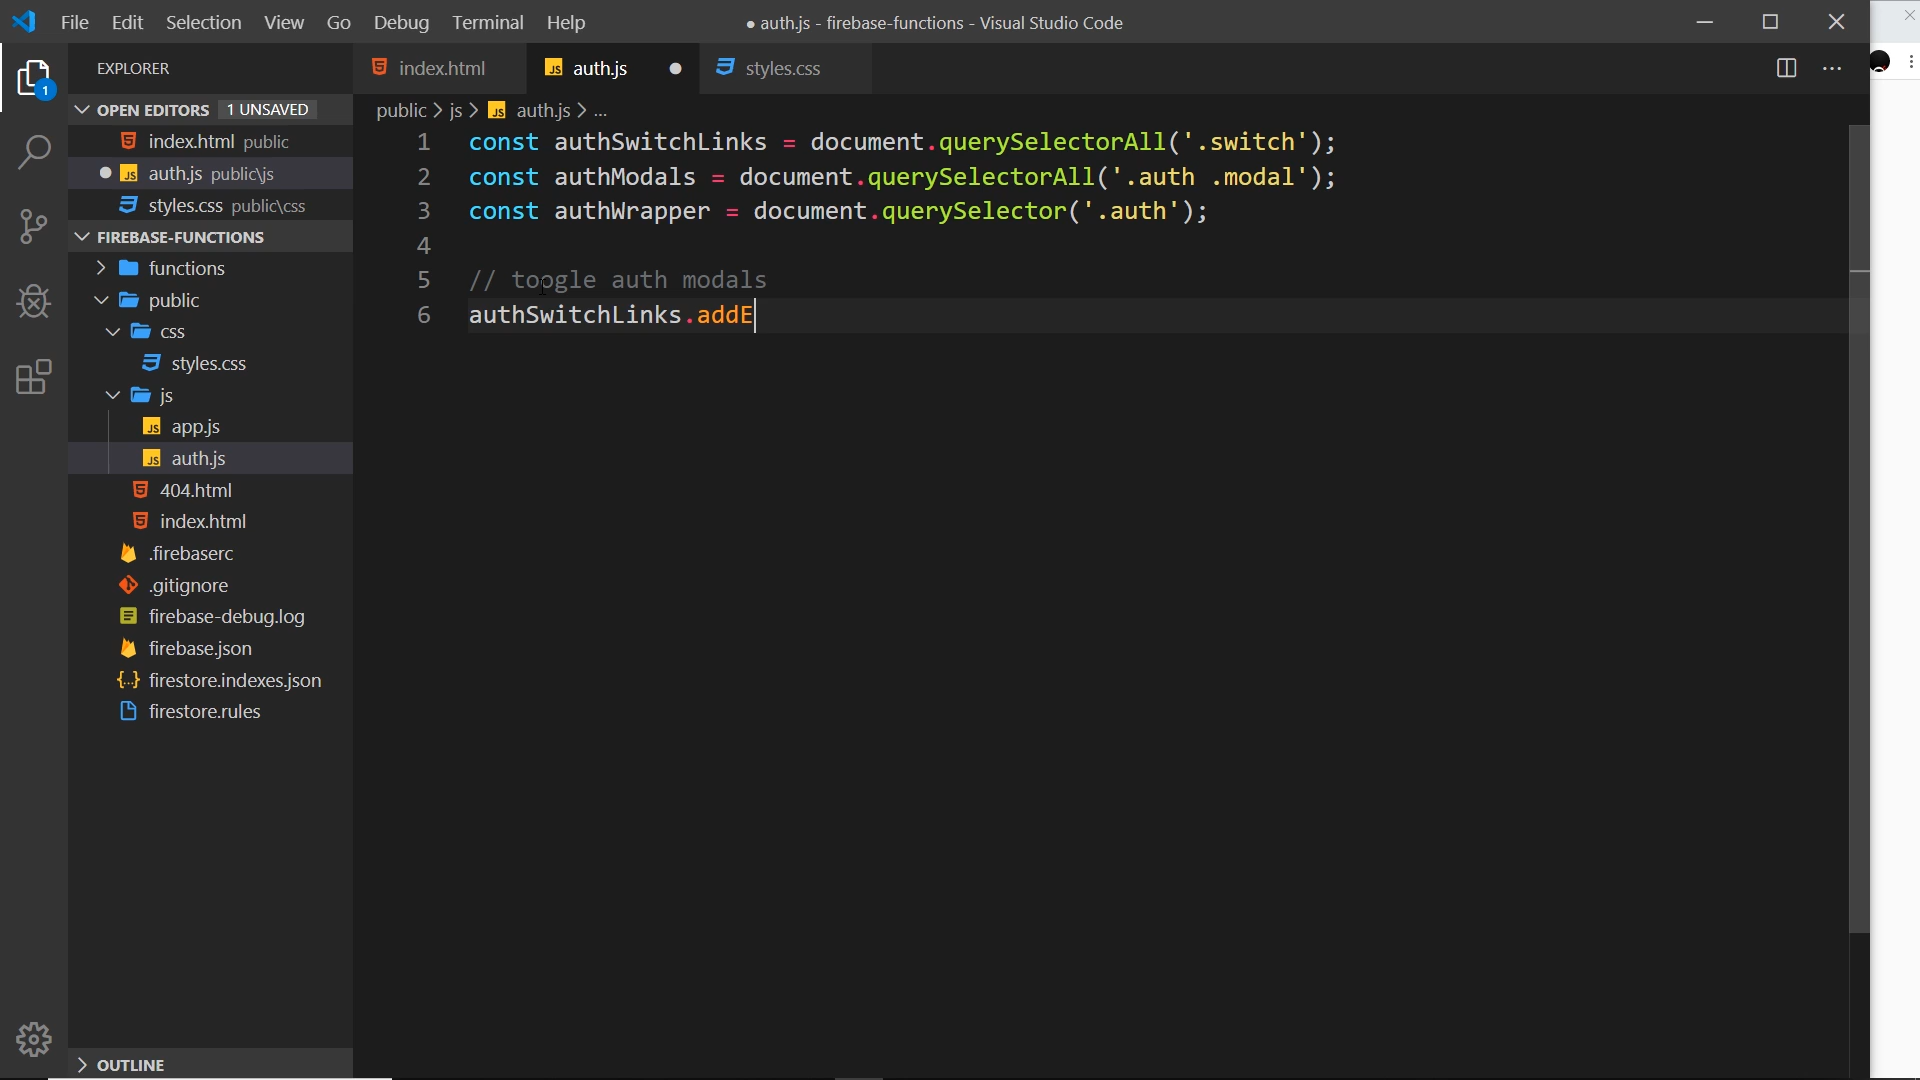 File Edit Selection View Go Debug Terminal Help
● auth.js - firebase-functions - Visual Studio Code
EXPLORER
OPEN EDITORS 1 UNSAVED
index.html public
auth.js public\js
styles.css public\css
FIREBASE-FUNCTIONS
functions
public
css
styles.css
js
app.js
auth.js
404.html
index.html
.firebaserc
.gitignore
firebase-debug.log
firebase.json
firestore.indexes.json
firestore.rules
OUTLINE
1
index.html auth.js ● styles.css
public > js > JS auth.js > ...
1 const authSwitchLinks = document.querySelectorAll('.switch');
2 const authModals = document.querySelectorAll('.auth .modal');
3 const authWrapper = document.querySelector('.auth');
4
5 // toggle auth modals
6 authSwitchLinks.addE